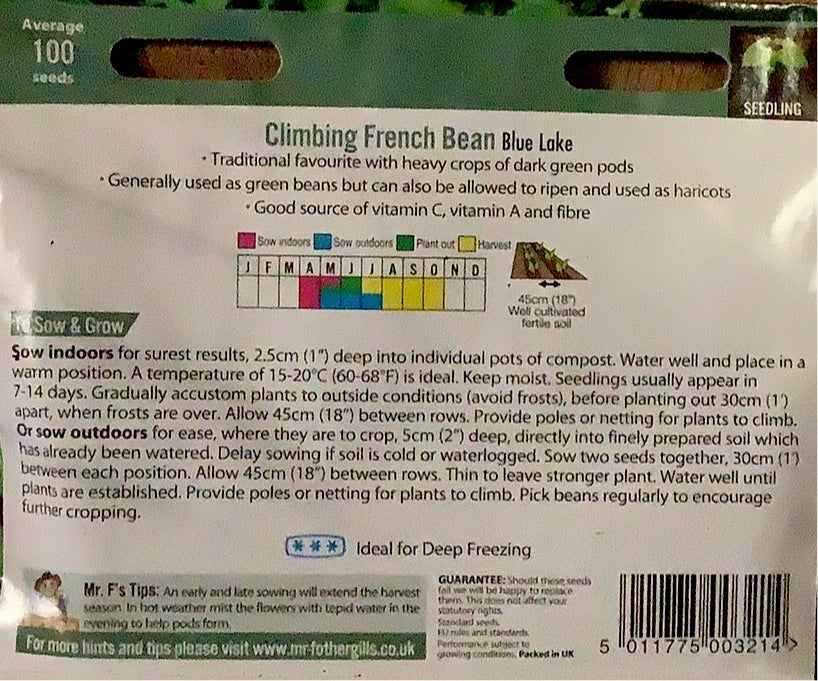 Average
100
seeds
SEEDLING
Climbing French Bean Blue Lake
• Traditional favourite with heavy crops of dark green pods
• Generally used as green beans but can also be allowed to ripen and used as haricots
• Good source of vitamin C, vitamin A and fibre
Sow indoors Sow outdoors Plant out Harvest
J F M A M J J A S O N D
45cm (18")
Well cultivated
fertile soil
To Sow & Grow
Sow indoors for surest results, 2.5cm (1") deep into individual pots of compost. Water well and place in a
warm position. A temperature of 15-20°C (60-68°F) is ideal. Keep moist. Seedlings usually appear in
7-14 days. Gradually accustom plants to outside conditions (avoid frosts), before planting out 30cm (1')
apart, when frosts are over. Allow 45cm (18") between rows. Provide poles or netting for plants to climb.
Or sow outdoors for ease, where they are to crop, 5cm (2") deep, directly into finely prepared soil which
has already been watered. Delay sowing if soil is cold or waterlogged. Sow two seeds together, 30cm (1')
between each position. Allow 45cm (18") between rows. Thin to leave stronger plant. Water well until
plants are established. Provide poles or netting for plants to climb. Pick beans regularly to encourage
further cropping.
Ideal for Deep Freezing
Mr. F's Tips: An early and late sowing will extend the harvest
season. In hot weather mist the flowers with tepid water in the
evening to help pods form.
For more hints and tips please visit www.mr-fothergills.co.uk
GUARANTEE: Should these seeds
fail we will be happy to replace
them. This does not affect your
statutory rights.
Standard seeds.
EU rules and standards.
Performance subject to
growing conditions. Packed in UK
5 011775 003214 >